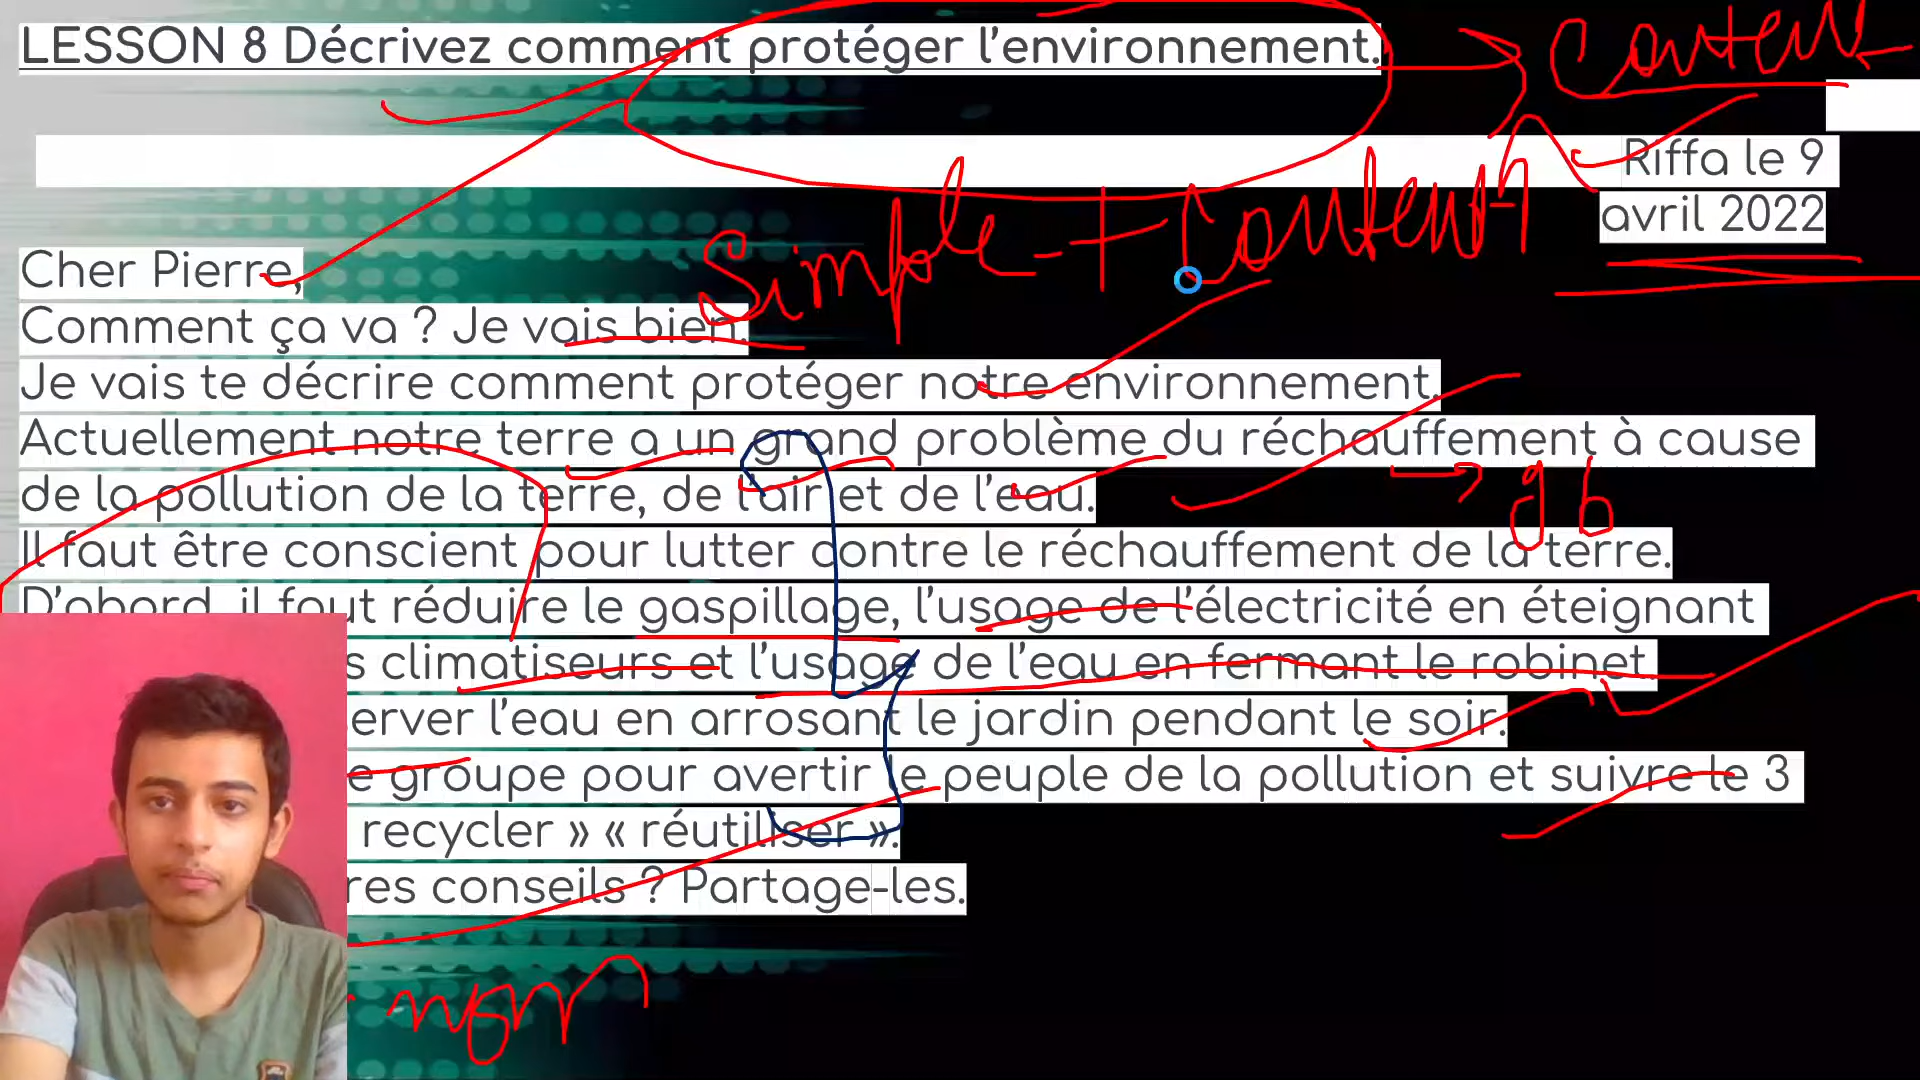 LESSON 8 Décrivez comment protéger l'environnement.
Content
Riffa le 9
avril 2022
Simple + Content
Cher Pierre,
Comment ça va ? Je vais bien.
Je vais te décrire comment protéger notre environnement.
Actuellement notre terre a un grand problème du réchauffement à cause
de la pollution de la terre, de l'air et de l'eau.
Il faut être conscient pour lutter contre le réchauffement de la terre.
D'abord, il faut réduire le gaspillage, l'usage de l'électricité en éteignant
s climatiseurs et l'usage de l'eau en fermant le robinet.
erver l'eau en arrosant le jardin pendant le soir.
e groupe pour avertir le peuple de la pollution et suivre le 3
recycler » « réutiliser ».
res conseils ? Partage-les.